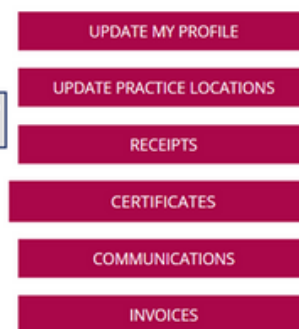 UPDATE MY PROFILE
UPDATE PRACTICE LOCATIONS
RECEIPTS
CERTIFICATES
COMMUNICATIONS
INVOICES